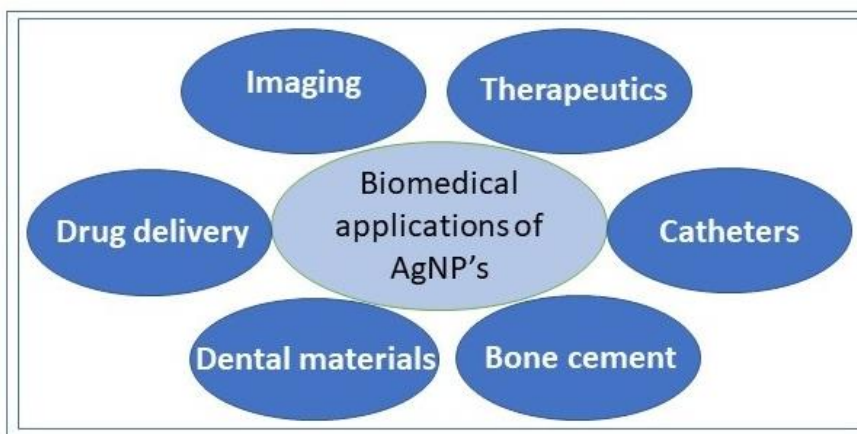 Imaging
Therapeutics
Drug delivery
Biomedical
applications of
AgNP’s
Catheters
Dental materials
Bone cement